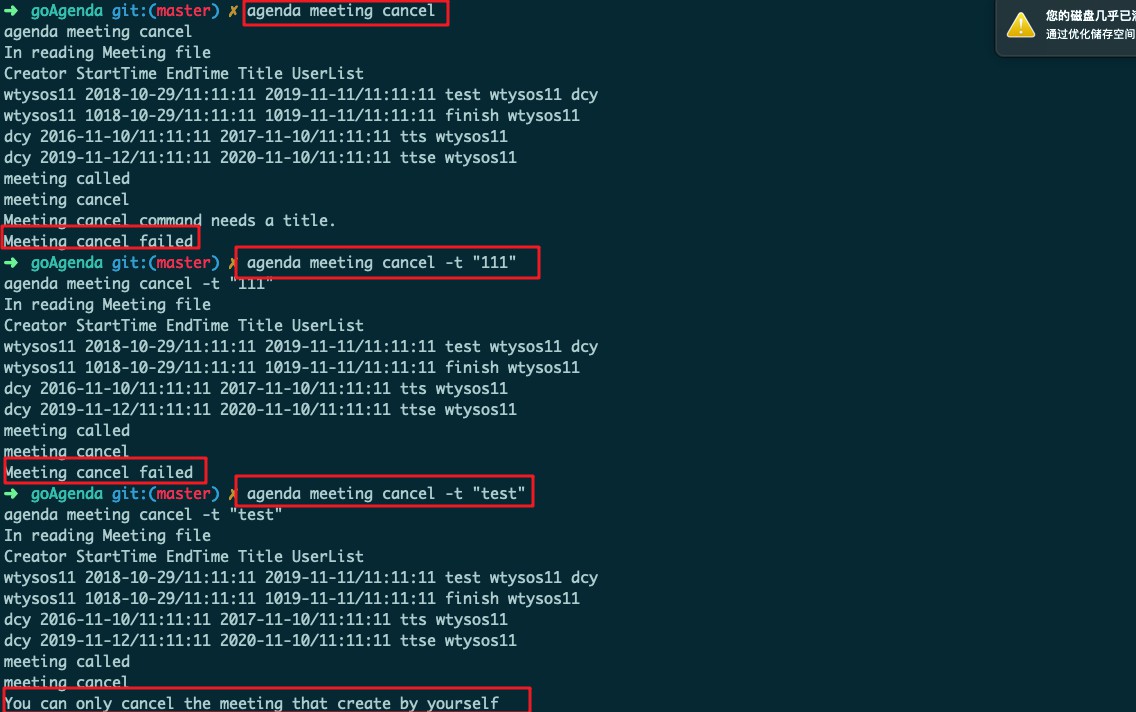 ➜ goAgenda git:(master) ✗ agenda meeting cancel
agenda meeting cancel
In reading Meeting file
Creator StartTime EndTime Title UserList
wtysos11 2018-10-29/11:11:11 2019-11-11/11:11:11 test wtysos11 dcy
wtysos11 1018-10-29/11:11:11 1019-11-11/11:11:11 finish wtysos11
dcy 2016-11-10/11:11:11 2017-11-10/11:11:11 tts wtysos11
dcy 2019-11-12/11:11:11 2020-11-10/11:11:11 ttse wtysos11
meeting called
meeting cancel
Meeting cancel command needs a title.
Meeting cancel failed
➜ goAgenda git:(master) ✗ agenda meeting cancel -t "111"
agenda meeting cancel -t "111"
In reading Meeting file
Creator StartTime EndTime Title UserList
wtysos11 2018-10-29/11:11:11 2019-11-11/11:11:11 test wtysos11 dcy
wtysos11 1018-10-29/11:11:11 1019-11-11/11:11:11 finish wtysos11
dcy 2016-11-10/11:11:11 2017-11-10/11:11:11 tts wtysos11
dcy 2019-11-12/11:11:11 2020-11-10/11:11:11 ttse wtysos11
meeting called
meeting cancel
Meeting cancel failed
➜ goAgenda git:(master) ✗ agenda meeting cancel -t "test"
agenda meeting cancel -t "test"
In reading Meeting file
Creator StartTime EndTime Title UserList
wtysos11 2018-10-29/11:11:11 2019-11-11/11:11:11 test wtysos11 dcy
wtysos11 1018-10-29/11:11:11 1019-11-11/11:11:11 finish wtysos11
dcy 2016-11-10/11:11:11 2017-11-10/11:11:11 tts wtysos11
dcy 2019-11-12/11:11:11 2020-11-10/11:11:11 ttse wtysos11
meeting called
meeting cancel
You can only cancel the meeting that create by yourself
您的磁盘几乎已
通过优化储存空间